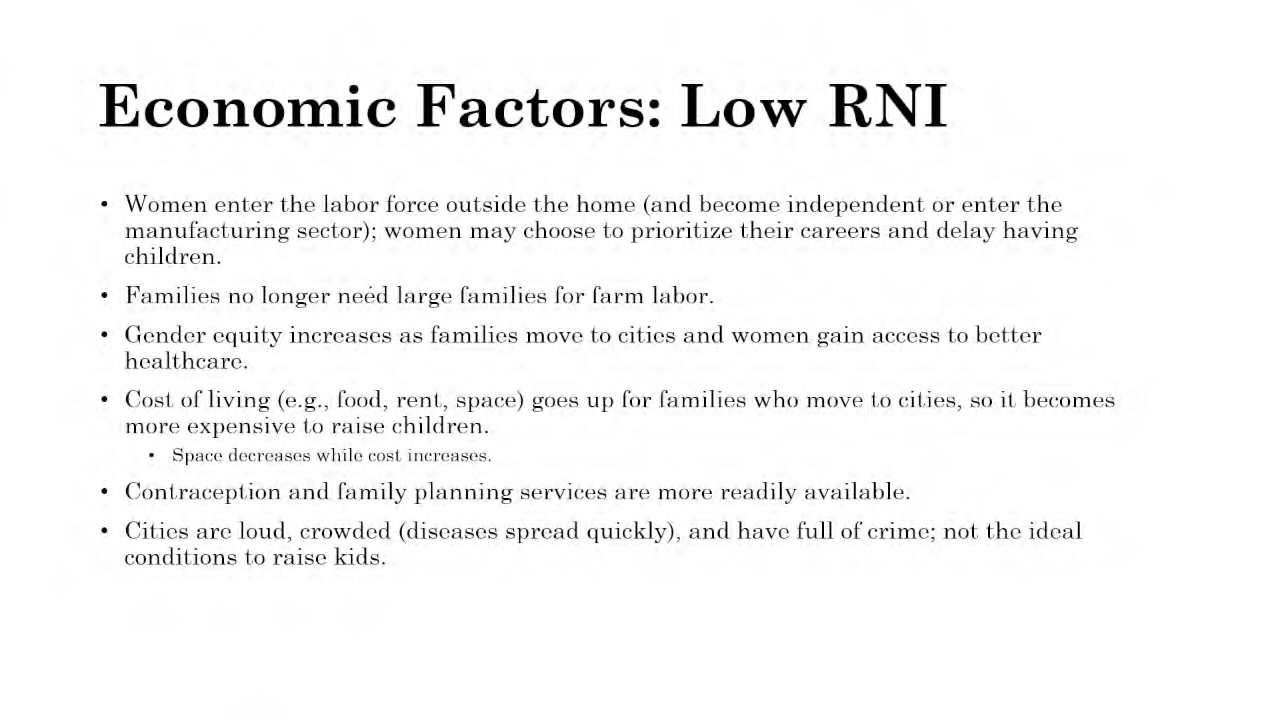 Economic Factors: Low RNI
• Women enter the labor force outside the home (and become independent or enter the
manufacturing sector); women may choose to prioritize their careers and delay having
children.
• Families no longer need large families for farm labor.
• Gender equity increases as families move to cities and women gain access to better
healthcare.
• Cost of living (e.g., food, rent, space) goes up for families who move to cities, so it becomes
more expensive to raise children.
• Space decreases while cost increases.
• Contraception and family planning services are more readily available.
• Cities are loud, crowded (diseases spread quickly), and have full of crime; not the ideal
conditions to raise kids.